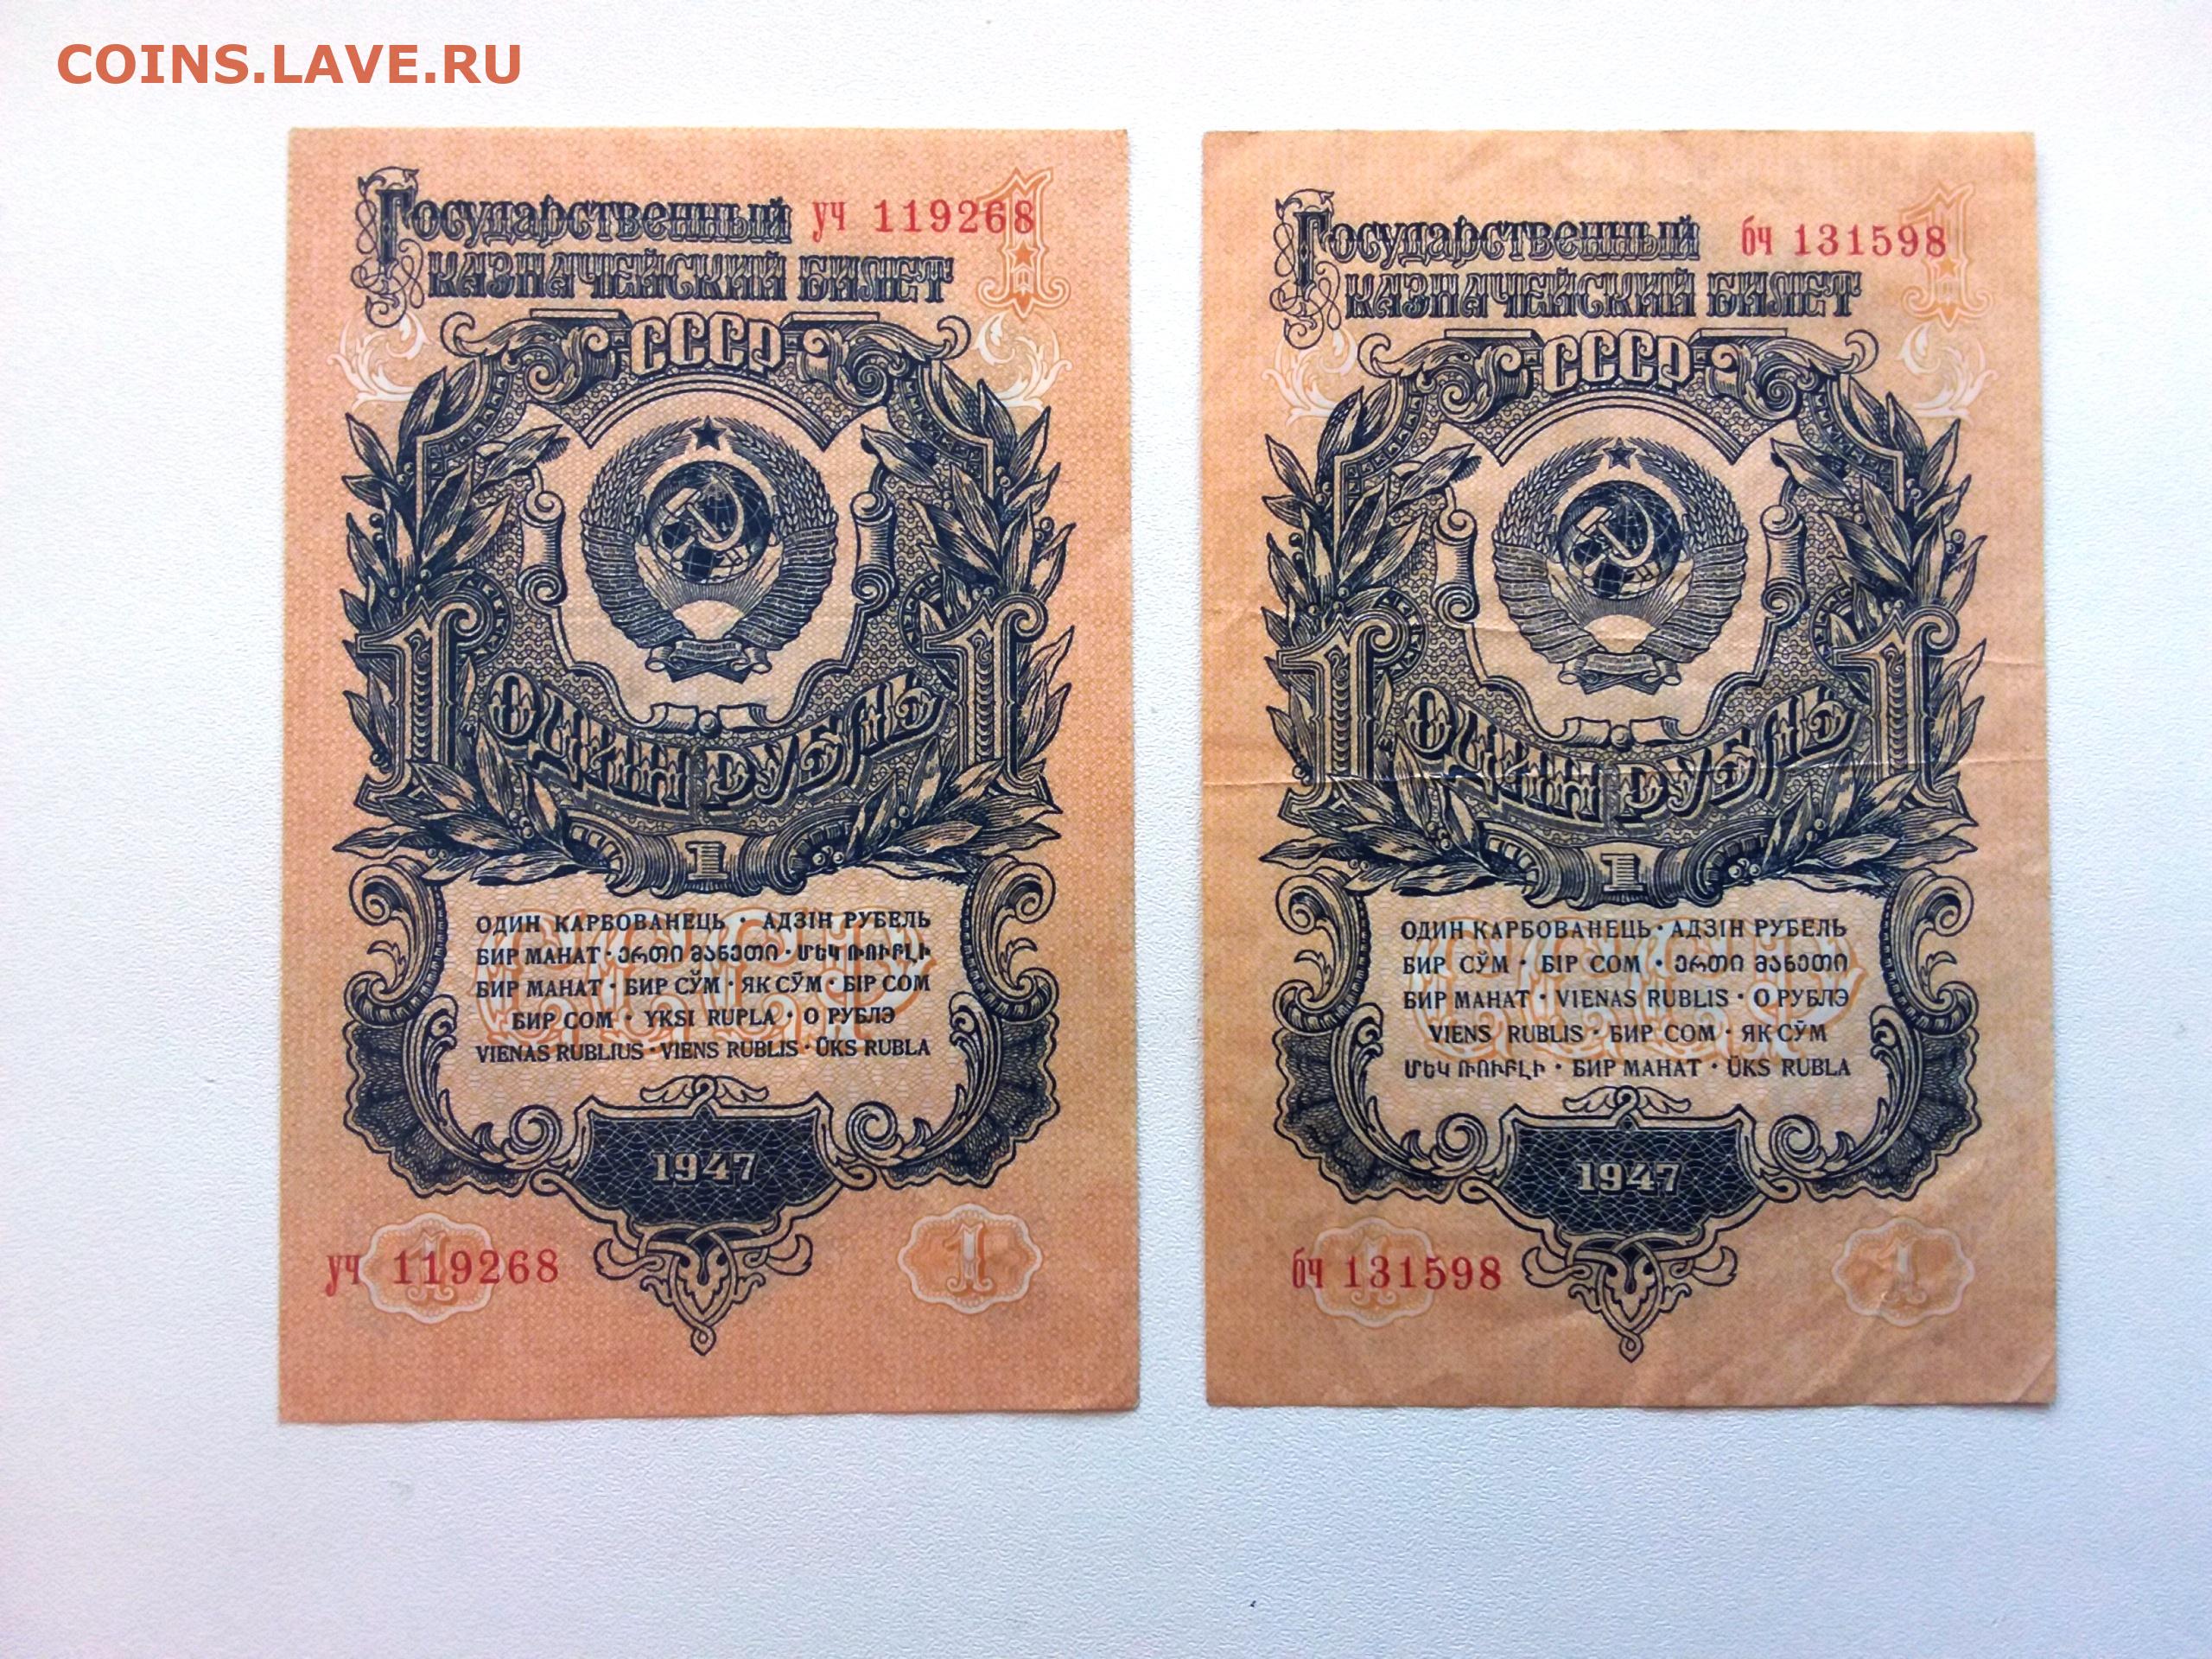 COINS.LAVE.RU
Государственный уч 119268
казначейский билет
СССР
1 1
ОДИН РУБЛЬ
1
ОДИН КАРБОВАНЕЦЬ · АДЗІН РУБЕЛЬ
БИР МАНАТ · ერთი მანეთი · ՄԵԿ ՌՈՒԲԼԻ
БИР МАНАТ · БИР СЎМ · ЯК СӮМ · БІР СОМ
БИР СОМ · YKSI RUPLA · О РУБЛЭ
VIENAS RUBLIUS · VIENS RUBLIS · ÜKS RUBLA
1947
уч 119268 1
Государственный бч 131598
казначейский билет
СССР
1 1
ОДИН РУБЛЬ
1
ОДИН КАРБОВАНЕЦЬ · АДЗІН РУБЕЛЬ
БИР СЎМ · БІР СОМ · ერთი მანეთი
БИР МАНАТ · VIENAS RUBLIS · О РУБЛЭ
VIENS RUBLIS · БИР СОМ · ЯК СӮМ
ՄԵԿ ՌՈՒԲԼԻ · БИР МАНАТ · ÜKS RUBLA
1947
бч 131598 1